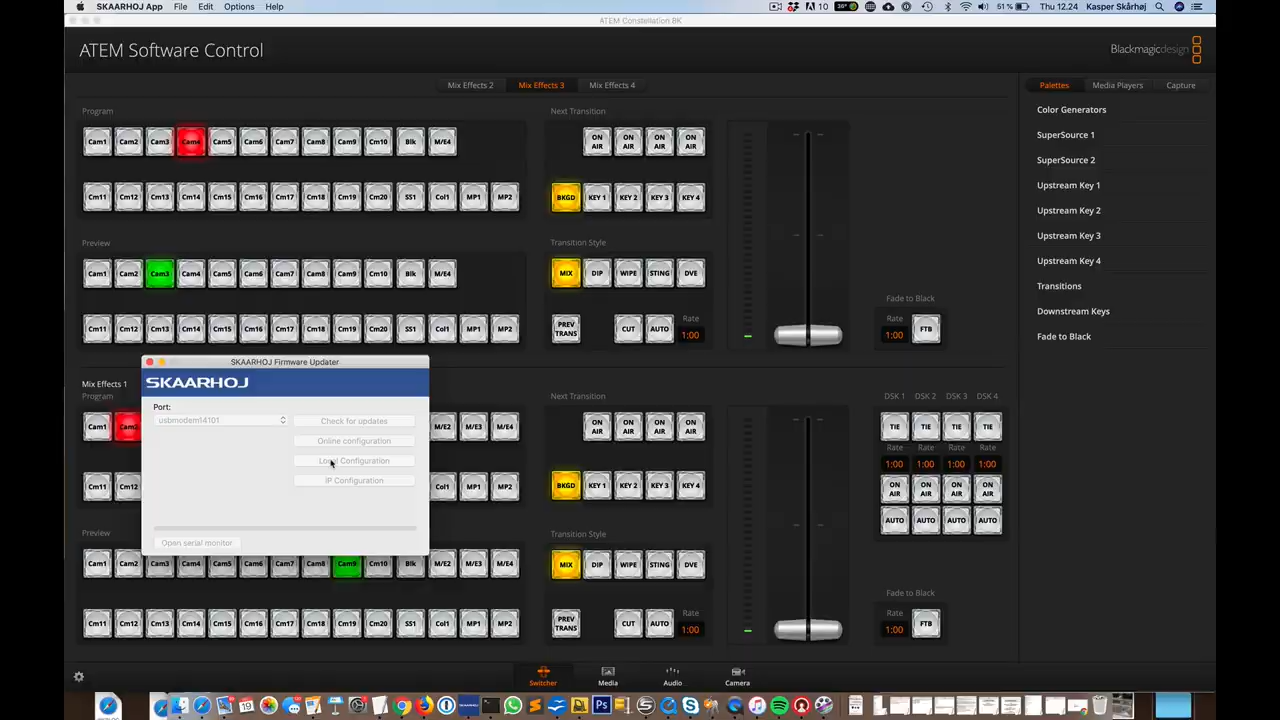 SKAARHOJ App File Edit Options Help
10 51 % Thu 12.24 Kasper Skårhøj
ATEM Constellation 8K
ATEM Software Control
Blackmagicdesign
Mix Effects 2 Mix Effects 3 Mix Effects 4
Palettes Media Players Capture
Program Next Transition
Cam1 Cam2 Cam3 Cam4 Cam5 Cam6 Cam7 Cam8 Cam9 Cm10 Blk M/E4 ON AIR ON AIR ON AIR ON AIR
Cm11 Cm12 Cm13 Cm14 Cm15 Cm16 Cm17 Cm18 Cm19 Cm20 SS1 Col1 MP1 MP2 BKGD KEY 1 KEY 2 KEY 3 KEY 4
Preview Transition Style
Cam1 Cam2 Cam3 Cam4 Cam5 Cam6 Cam7 Cam8 Cam9 Cm10 Blk M/E4 MIX DIP WIPE STING DVE
Fade to Black
Cm11 Cm12 Cm13 Cm14 Cm15 Cm16 Cm17 Cm18 Cm19 Cm20 SS1 Col1 MP1 MP2 PREV TRANS CUT AUTO Rate 1:00 Rate 1:00 FTB
Color Generators
SuperSource 1
SuperSource 2
Upstream Key 1
Upstream Key 2
Upstream Key 3
Upstream Key 4
Transitions
Downstream Keys
Fade to Black
SKAARHOJ Firmware Updater
SKAARHOJ
Port:
usbmodem14101 Check for updates
Online configuration
Local Configuration
IP Configuration
Open serial monitor
Mix Effects 1
Program Next Transition DSK 1 DSK 2 DSK 3 DSK 4
Cam1 M/E2 M/E3 M/E4 ON AIR ON AIR ON AIR ON AIR TIE TIE TIE TIE
Rate Rate Rate Rate
1:00 1:00 1:00 1:00
Cm11 Col1 MP1 MP2 BKGD KEY 1 KEY 2 KEY 3 KEY 4 ON AIR ON AIR ON AIR ON AIR
AUTO AUTO AUTO AUTO
Preview Transition Style
Cam1 Cam2 Cam3 Cam4 Cam5 Cam6 Cam7 Cam8 Cam9 Cm10 Blk M/E2 M/E3 M/E4 MIX DIP WIPE STING DVE
Fade to Black
Cm11 Cm12 Cm13 Cm14 Cm15 Cm16 Cm17 Cm18 Cm19 Cm20 SS1 Col1 MP1 MP2 PREV TRANS CUT AUTO Rate 1:00 Rate 1:00 FTB
Switcher Media Audio Camera